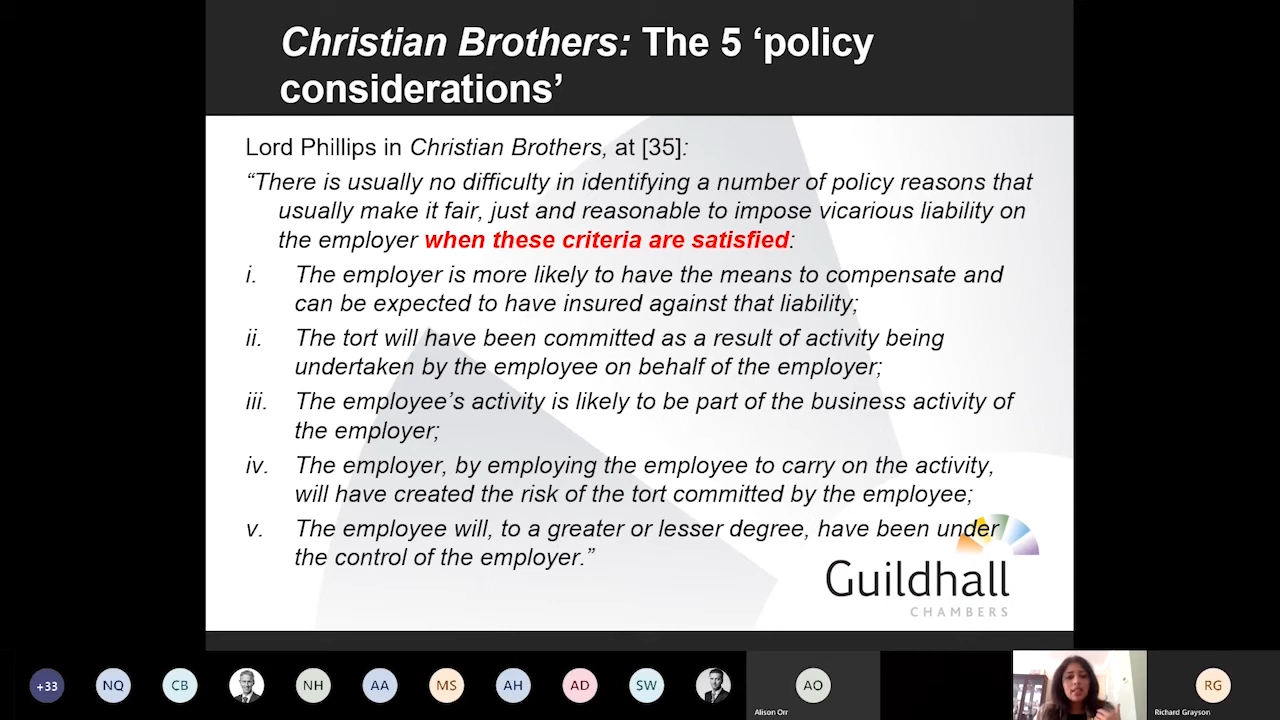 Christian Brothers: The 5 ‘policy
considerations’
Lord Phillips in Christian Brothers, at [35]:
“There is usually no difficulty in identifying a number of policy reasons that
usually make it fair, just and reasonable to impose vicarious liability on
the employer when these criteria are satisfied:
i. The employer is more likely to have the means to compensate and
can be expected to have insured against that liability;
ii. The tort will have been committed as a result of activity being
undertaken by the employee on behalf of the employer;
iii. The employee’s activity is likely to be part of the business activity of
the employer;
iv. The employer, by employing the employee to carry on the activity,
will have created the risk of the tort committed by the employee;
v. The employee will, to a greater or lesser degree, have been under
the control of the employer.”
Guildhall
CHAMBERS
+33
NQ
CB
NH
AA
MS
AH
AD
SW
AO
RG
Alison Orr
Richard Grayson